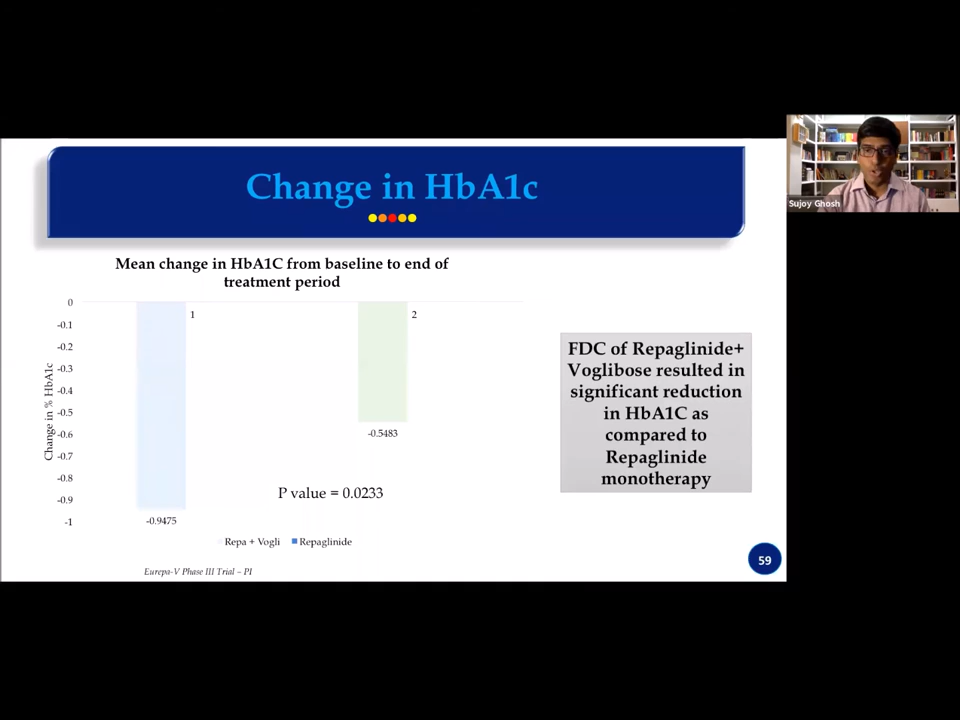 Change in HbA1c
Sujoy Ghosh
Mean change in HbA1C from baseline to end of
treatment period
Change in % HbA1c
0
-0.1
-0.2
-0.3
-0.4
-0.5
-0.6
-0.7
-0.8
-0.9
-1
1
2
-0.5483
-0.9475
P value = 0.0233
Repa + Vogli
Repaglinide
FDC of Repaglinide+
Voglibose resulted in
significant reduction
in HbA1C as
compared to
Repaglinide
monotherapy
Eurepa-V Phase III Trial – PI
59